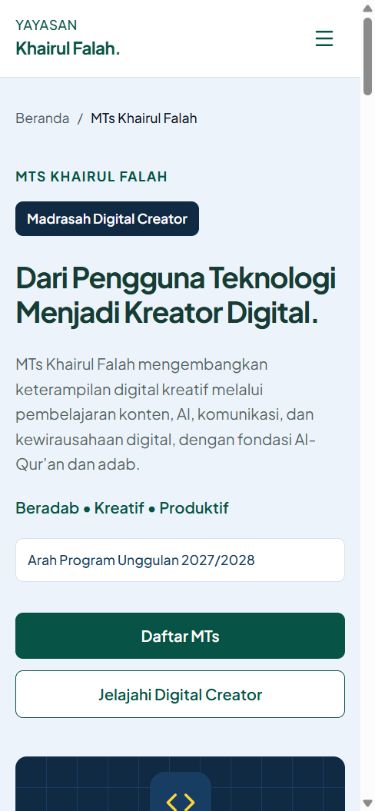 YAYASAN
Khairul Falah.
Beranda / MTs Khairul Falah
MTS KHAIRUL FALAH
Madrasah Digital Creator
Dari Pengguna Teknologi
Menjadi Kreator Digital.
MTs Khairul Falah mengembangkan
keterampilan digital kreatif melalui
pembelajaran konten, AI, komunikasi, dan
kewirausahaan digital, dengan fondasi Al-
Qur'an dan adab.
Beradab • Kreatif • Produktif
Arah Program Unggulan 2027/2028
Daftar MTs
Jelajahi Digital Creator